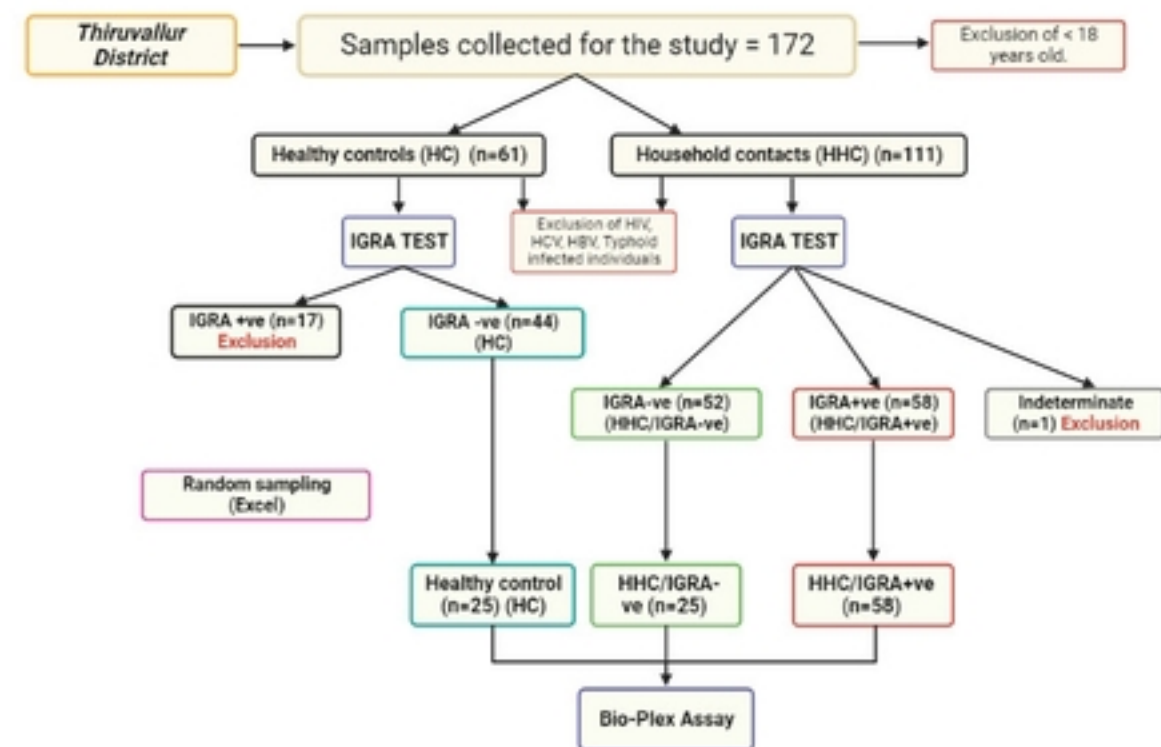 Thiruvallur
District
Samples collected for the study = 172
Exclusion of < 18
years old.
Healthy controls (HC) (n=61)
Household contacts (HHC) (n=111)
IGRA TEST
Exclusion of HIV,
HCV, HBV, Typhoid
infected individuals
IGRA TEST
IGRA +ve (n=17)
Exclusion
IGRA -ve (n=44)
(HC)
IGRA-ve (n=52)
(HHC/IGRA-ve)
IGRA+ve (n=58)
(HHC/IGRA+ve)
Indeterminate
(n=1) Exclusion
Random sampling
(Excel)
Healthy control
(n=25) (HC)
HHC/IGRA-
ve (n=25)
HHC/IGRA+ve
(n=58)
Bio-Plex Assay